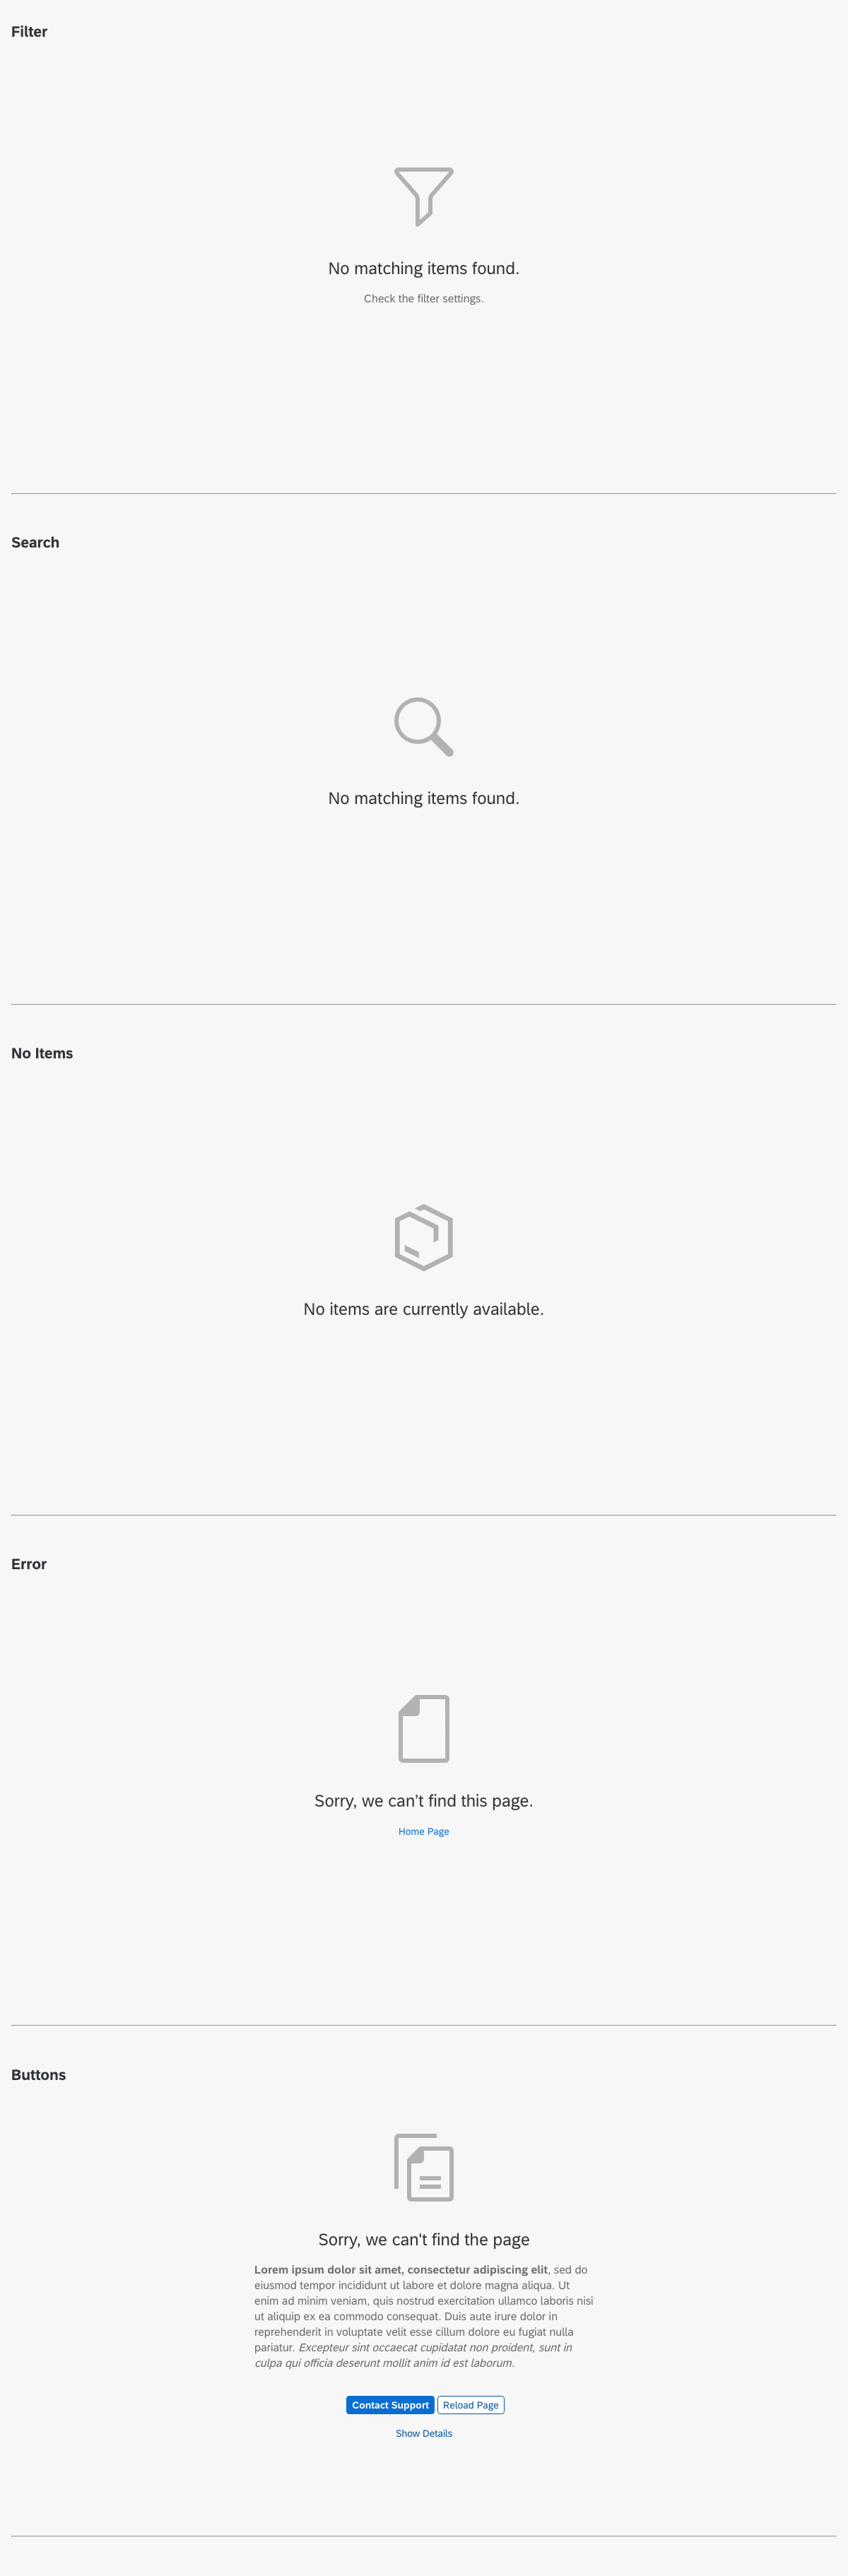 Filter
No matching items found.
Check the filter settings.
Search
No matching items found.
No Items
No items are currently available.
Error
Sorry, we can’t find this page.
Home Page
Buttons
Sorry, we can't find the page
Lorem ipsum dolor sit amet, consectetur adipiscing elit, sed do
eiusmod tempor incididunt ut labore et dolore magna aliqua. Ut
enim ad minim veniam, quis nostrud exercitation ullamco laboris nisi
ut aliquip ex ea commodo consequat. Duis aute irure dolor in
reprehenderit in voluptate velit esse cillum dolore eu fugiat nulla
pariatur. Excepteur sint occaecat cupidatat non proident, sunt in
culpa qui officia deserunt mollit anim id est laborum.
Contact Support Reload Page
Show Details